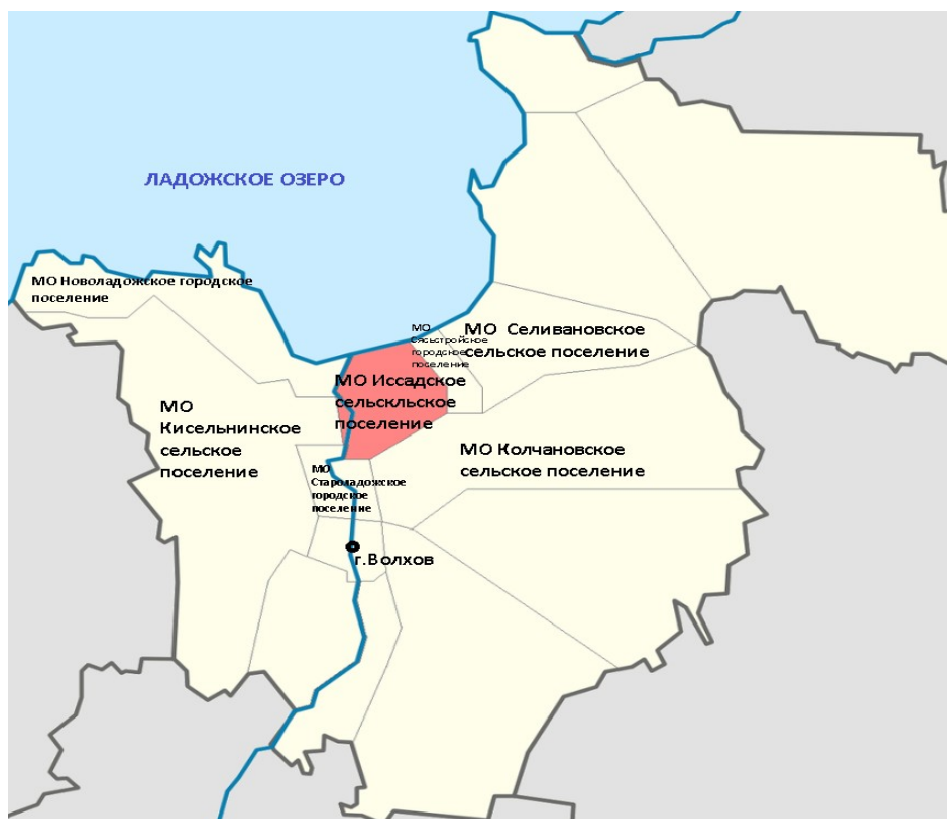 ЛАДОЖСКОЕ ОЗЕРО
МО Новоладожское городское
поселение
МО
Сясьстройское
городское
поселение
МО Селивановское
сельское поселение
МО Иссадское
сельскльское
поселение
МО
Кисельнинское
сельское
поселение
МО Колчановское
сельское поселение
МО
Староладожское
городское
поселение
г.Волхов